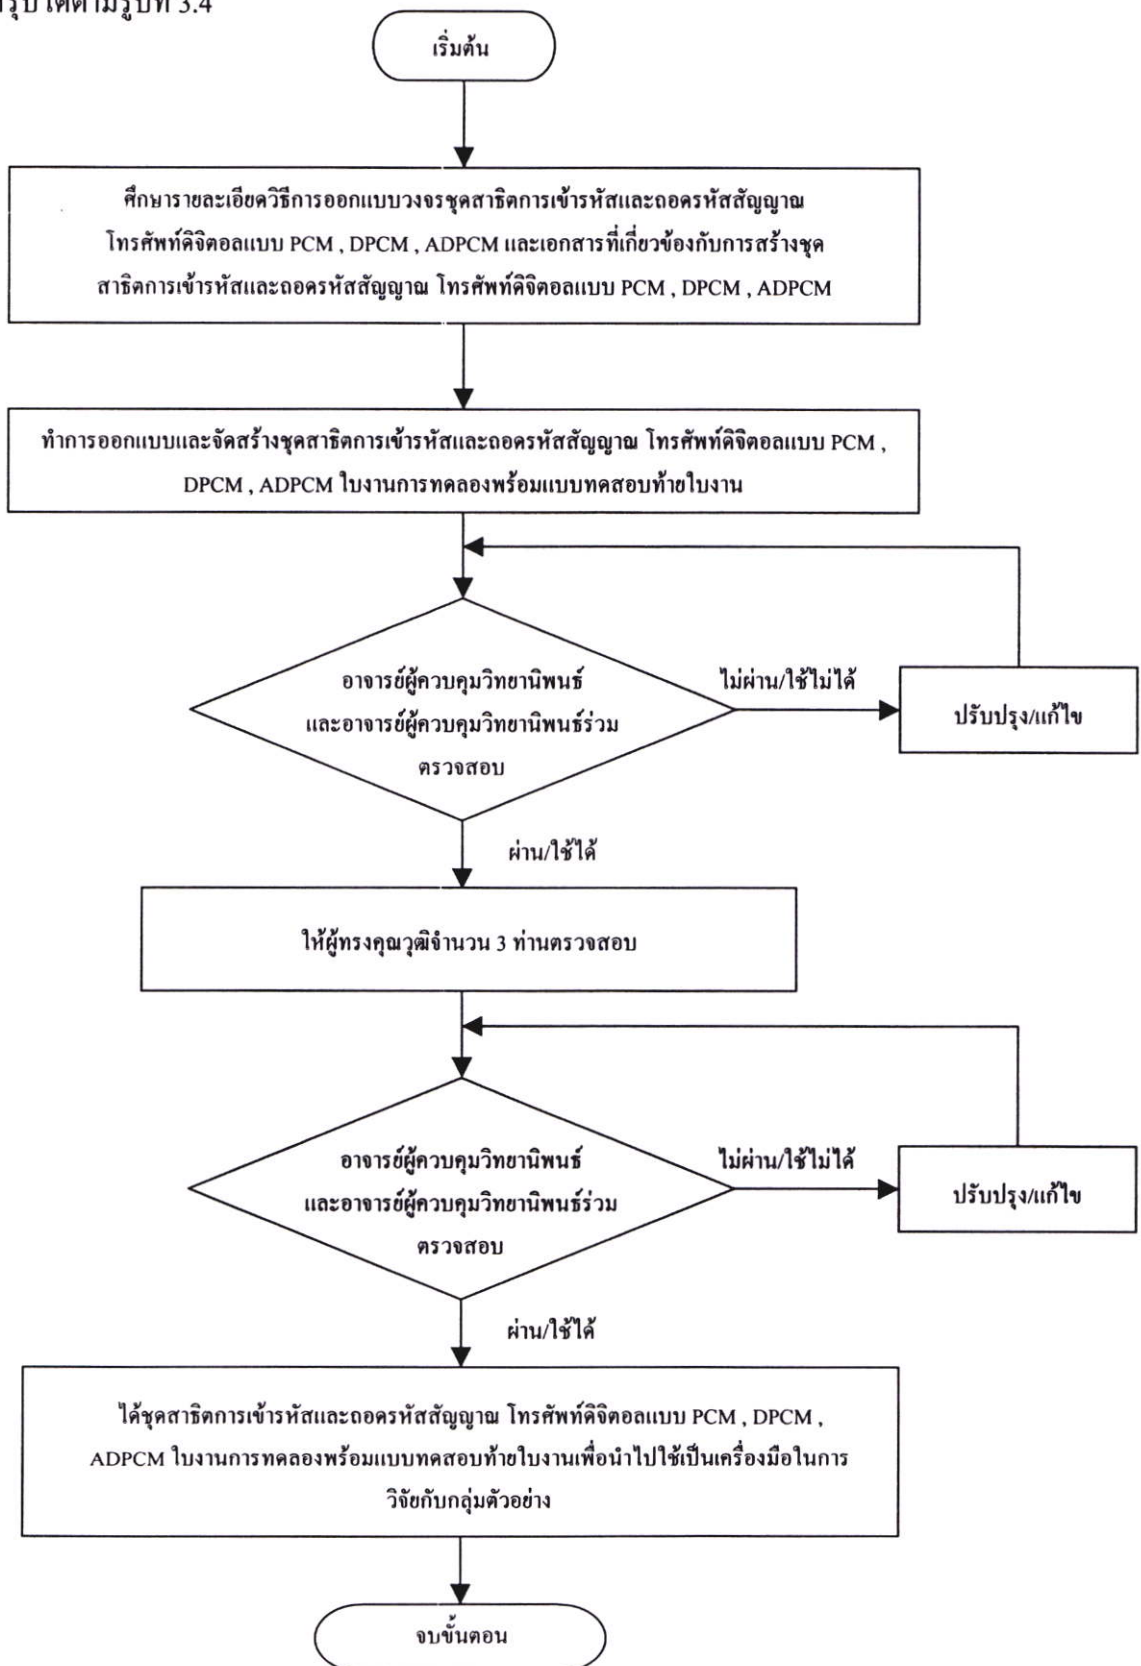 รุปได้ตามรูปที่ 3.4
เริ่มต้น
ศึกษารายละเอียดวิธีการออกแบบวงจรชุดสาธิตการเข้ารหัสและถอดรหัสสัญญาณ
โทรศัพท์ดิจิตอลแบบ PCM , DPCM , ADPCM และเอกสารที่เกี่ยวข้องกับการสร้างชุด
สาธิตการเข้ารหัสและถอดรหัสสัญญาณ โทรศัพท์ดิจิตอลแบบ PCM , DPCM , ADPCM
ทำการออกแบบและจัดสร้างชุดสาธิตการเข้ารหัสและถอดรหัสสัญญาณ โทรศัพท์ดิจิตอลแบบ PCM ,
DPCM , ADPCM ใบงานการทดลองพร้อมแบบทดสอบท้ายใบงาน
อาจารย์ผู้ควบคุมวิทยานิพนธ์
และอาจารย์ผู้ควบคุมวิทยานิพนธ์ร่วม
ตรวจสอบ
ไม่ผ่าน/ใช้ไม่ได้
ปรับปรุง/แก้ไข
ผ่าน/ใช้ได้
ให้ผู้ทรงคุณวุฒิจำนวน 3 ท่านตรวจสอบ
อาจารย์ผู้ควบคุมวิทยานิพนธ์
และอาจารย์ผู้ควบคุมวิทยานิพนธ์ร่วม
ตรวจสอบ
ไม่ผ่าน/ใช้ไม่ได้
ปรับปรุง/แก้ไข
ผ่าน/ใช้ได้
ได้ชุดสาธิตการเข้ารหัสและถอดรหัสสัญญาณ โทรศัพท์ดิจิตอลแบบ PCM , DPCM ,
ADPCM ใบงานการทดลองพร้อมแบบทดสอบท้ายใบงานเพื่อนำไปใช้เป็นเครื่องมือในการ
วิจัยกับกลุ่มตัวอย่าง
จบขั้นตอน